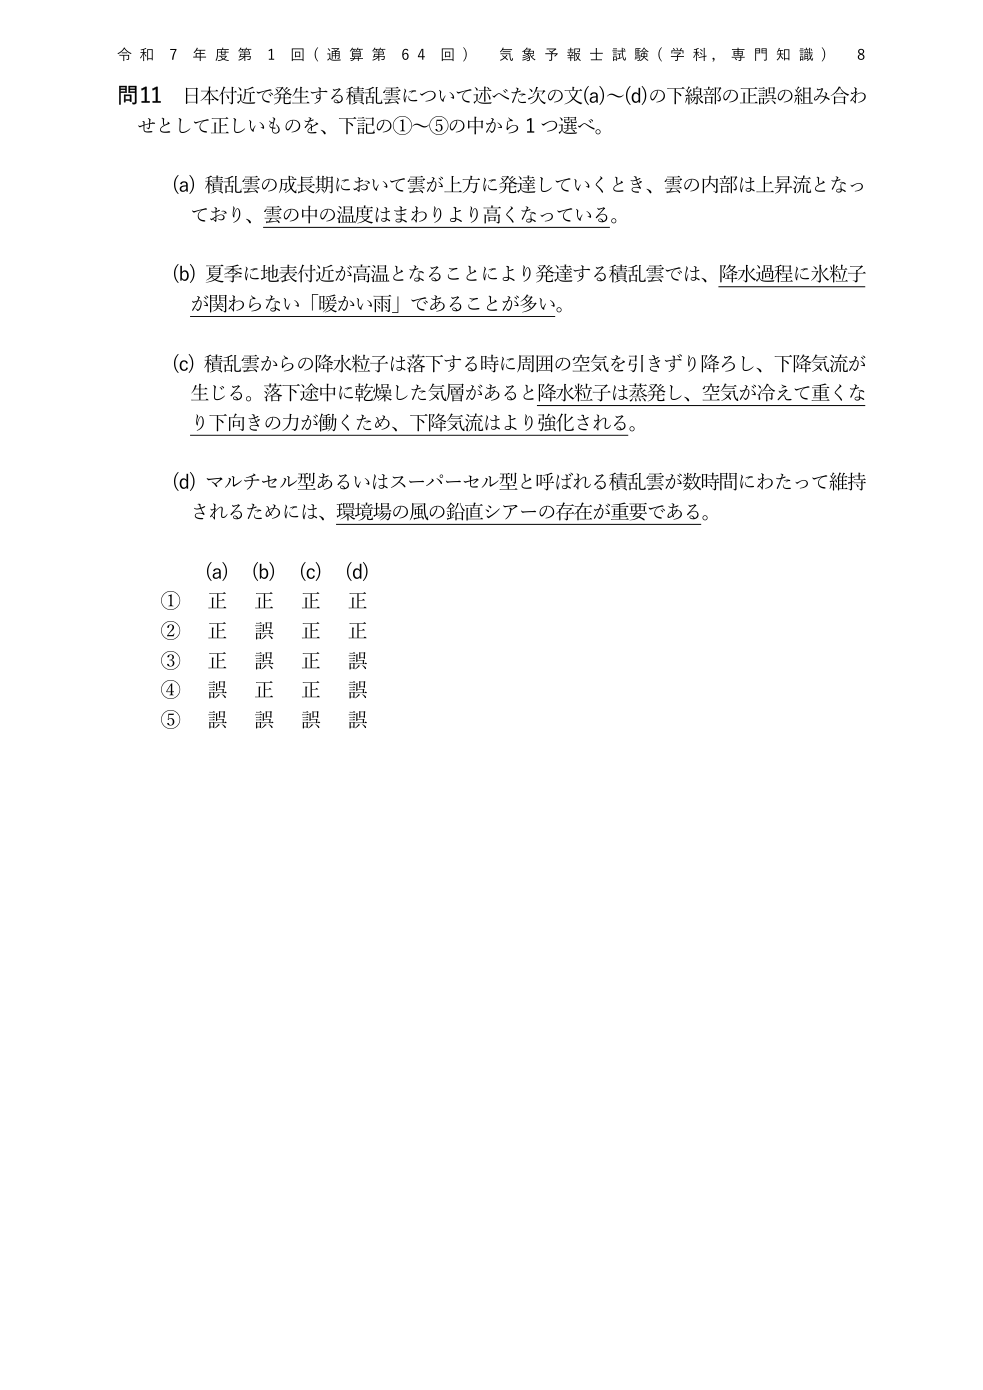 令和7年度第1回(通算第64回) 気象予報士試験(学科,専門知識) 8
問11 日本付近で発生する積乱雲について述べた次の文(a)〜(d)の下線部の正誤の組み合わ
せとして正しいものを、下記の①〜⑤の中から1つ選べ。
(a) 積乱雲の成長期において雲が上方に発達していくとき、雲の内部は上昇流となっ
ており、雲の中の温度はまわりより高くなっている。
(b) 夏季に地表付近が高温となることにより発達する積乱雲では、降水過程に氷粒子
が関わらない「暖かい雨」であることが多い。
(c) 積乱雲からの降水粒子は落下する時に周囲の空気を引きずり降ろし、下降気流が
生じる。落下途中に乾燥した気層があると降水粒子は蒸発し、空気が冷えて重くな
り下向きの力が働くため、下降気流はより強化される。
(d) マルチセル型あるいはスーパーセル型と呼ばれる積乱雲が数時間にわたって維持
されるためには、環境場の風の鉛直シアーの存在が重要である。
(a) (b) (c) (d)
① 正 正 正 正
② 正 誤 正 正
③ 正 誤 正 誤
④ 誤 正 正 誤
⑤ 誤 誤 誤 誤